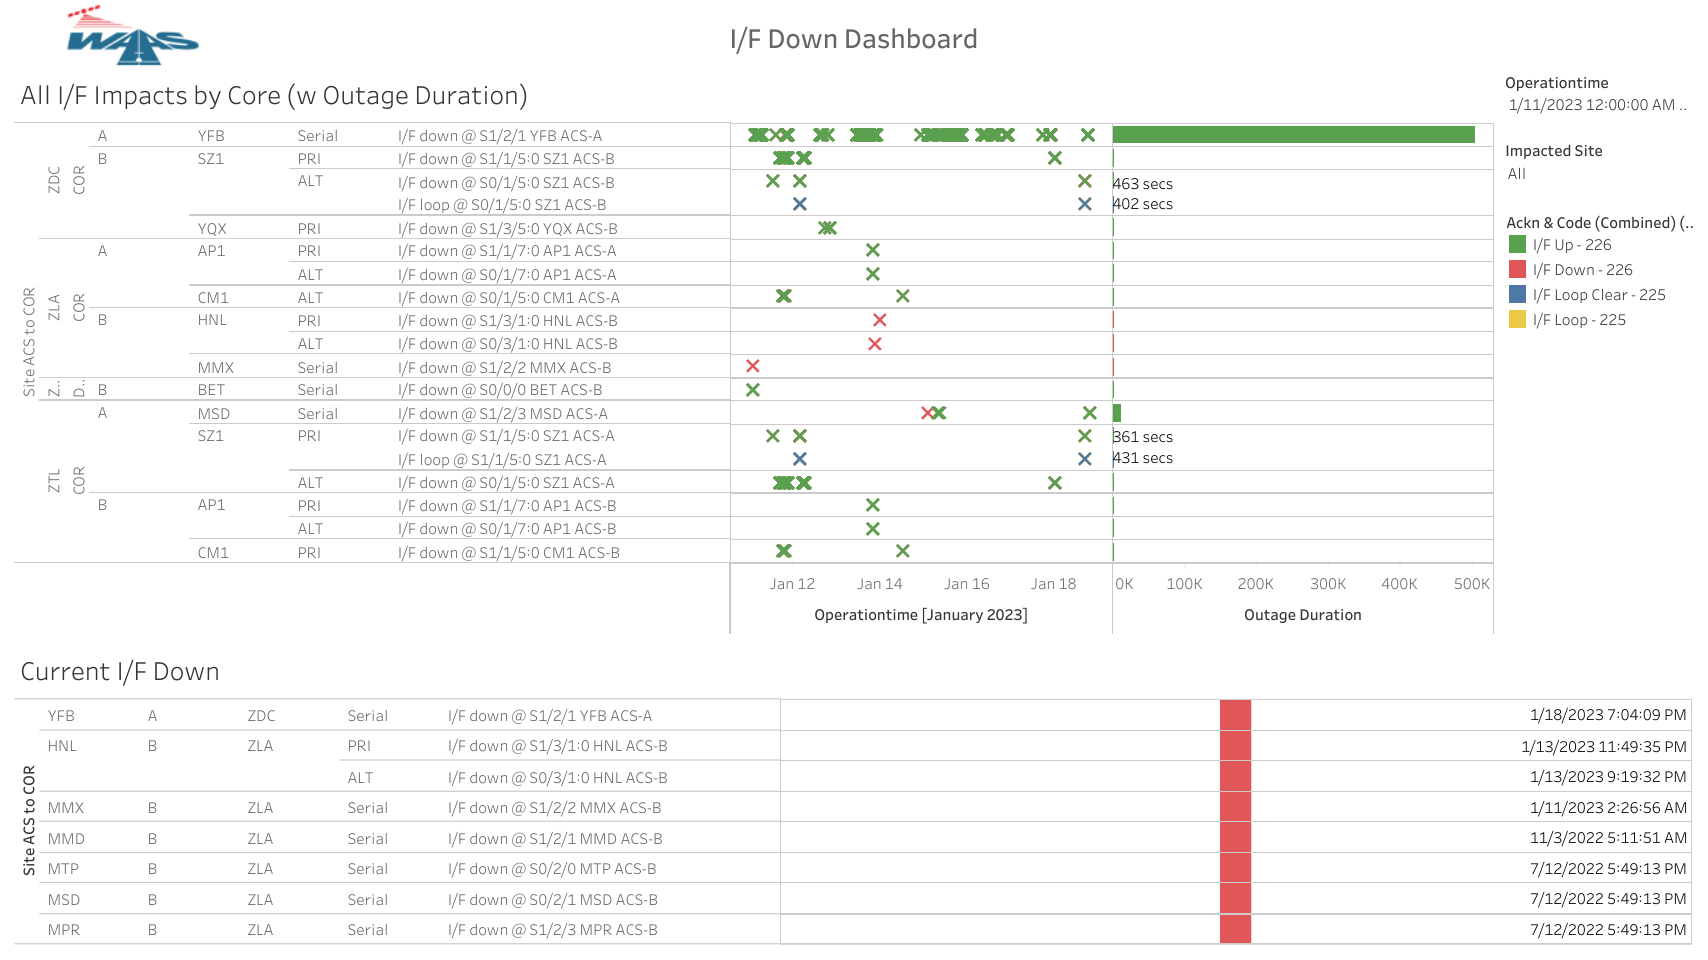 WAAS
I/F Down Dashboard
All I/F Impacts by Core (w Outage Duration)
Operationtime
1/11/2023 12:00:00 AM ..
Impacted Site
All
Ackn & Code (Combined) (..
I/F Up - 226
I/F Down - 226
I/F Loop Clear - 225
I/F Loop - 225
Site ACS to COR
ZDC COR
A YFB Serial I/F down @ S1/2/1 YFB ACS-A
B SZ1 PRI I/F down @ S1/1/5:0 SZ1 ACS-B
ALT I/F down @ S0/1/5:0 SZ1 ACS-B 463 secs
I/F loop @ S0/1/5:0 SZ1 ACS-B 402 secs
YQX PRI I/F down @ S1/3/5:0 YQX ACS-B
ZLA COR
A AP1 PRI I/F down @ S1/1/7:0 AP1 ACS-A
ALT I/F down @ S0/1/7:0 AP1 ACS-A
CM1 ALT I/F down @ S0/1/5:0 CM1 ACS-A
B HNL PRI I/F down @ S1/3/1:0 HNL ACS-B
ALT I/F down @ S0/3/1:0 HNL ACS-B
MMX Serial I/F down @ S1/2/2 MMX ACS-B
Z.. D..
B BET Serial I/F down @ S0/0/0 BET ACS-B
ZTL COR
A MSD Serial I/F down @ S1/2/3 MSD ACS-A
SZ1 PRI I/F down @ S1/1/5:0 SZ1 ACS-A 361 secs
I/F loop @ S1/1/5:0 SZ1 ACS-A 431 secs
ALT I/F down @ S0/1/5:0 SZ1 ACS-A
B AP1 PRI I/F down @ S1/1/7:0 AP1 ACS-B
ALT I/F down @ S0/1/7:0 AP1 ACS-B
CM1 PRI I/F down @ S1/1/5:0 CM1 ACS-B
Jan 12 Jan 14 Jan 16 Jan 18 0K 100K 200K 300K 400K 500K
Operationtime [January 2023] Outage Duration
Current I/F Down
Site ACS to COR
YFB A ZDC Serial I/F down @ S1/2/1 YFB ACS-A 1/18/2023 7:04:09 PM
HNL B ZLA PRI I/F down @ S1/3/1:0 HNL ACS-B 1/13/2023 11:49:35 PM
ALT I/F down @ S0/3/1:0 HNL ACS-B 1/13/2023 9:19:32 PM
MMX B ZLA Serial I/F down @ S1/2/2 MMX ACS-B 1/11/2023 2:26:56 AM
MMD B ZLA Serial I/F down @ S1/2/1 MMD ACS-B 11/3/2022 5:11:51 AM
MTP B ZLA Serial I/F down @ S0/2/0 MTP ACS-B 7/12/2022 5:49:13 PM
MSD B ZLA Serial I/F down @ S0/2/1 MSD ACS-B 7/12/2022 5:49:13 PM
MPR B ZLA Serial I/F down @ S1/2/3 MPR ACS-B 7/12/2022 5:49:13 PM